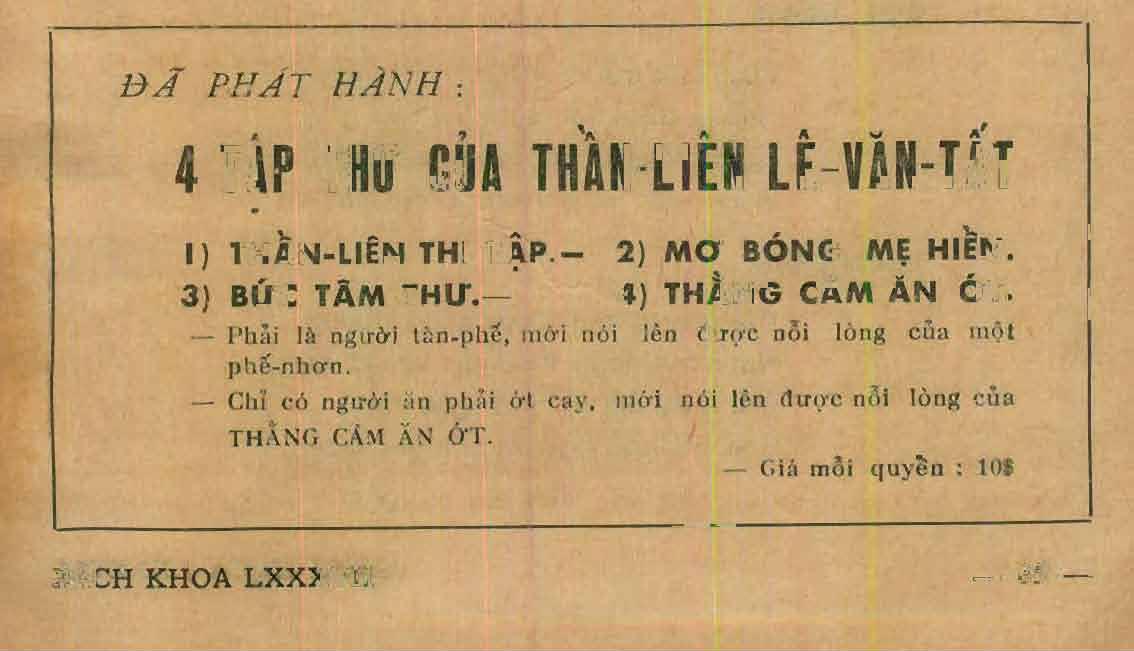 ĐÃ PHÁT HÀNH :
4 TẬP THƯ CỦA THẦN-LIÊN LÊ-VĂN-TẤT
1) THẦN-LIÊN THI TẬP.— 2) MƠ BÓNG MẸ HIỀN.
3) BỨC TÂM THƯ.— 4) THẰNG CÂM ĂN ỚT.
— Phải là người tàn-phế, mới nói lên được nỗi lòng của một
phế-nhơn.
— Chỉ có người ăn phải ớt cay, mới nói lên được nỗi lòng của
THẰNG CÂM ĂN ỚT.
— Giá mỗi quyền : 10$
BÁCH KHOA